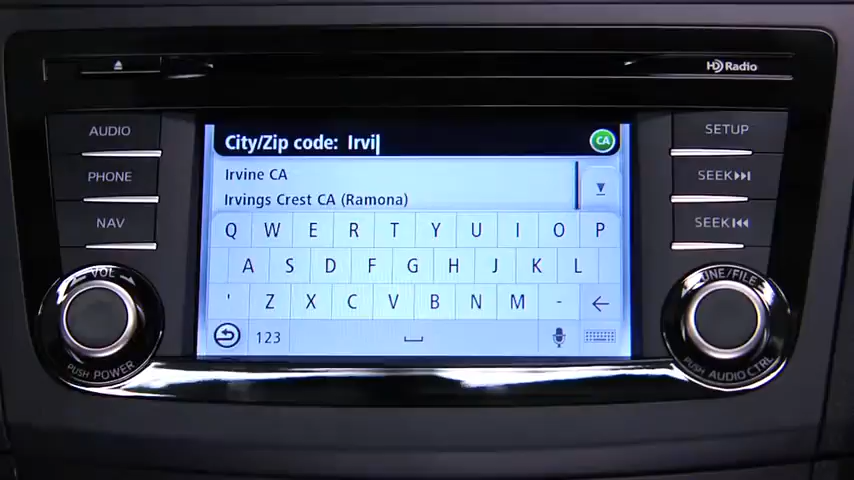 HD Radio
AUDIO
PHONE
NAV
VOL
PUSH POWER
City/Zip code: Irvi
CA
Irvine CA
Irvings Crest CA (Ramona)
Q W E R T Y U I O P
A S D F G H J K L
' Z X C V B N M - ←
123
SETUP
SEEK
SEEK
TUNE/FILE
PUSH AUDIO CTRL